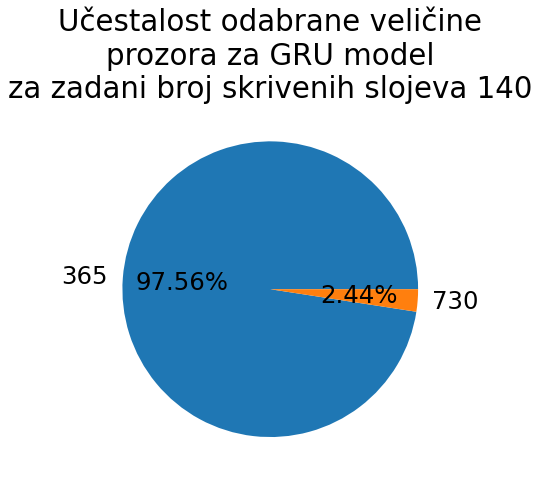 Učestalost odabrane veličine
prozora za GRU model
za zadani broj skrivenih slojeva 140
365
97.56%
2.44%
730